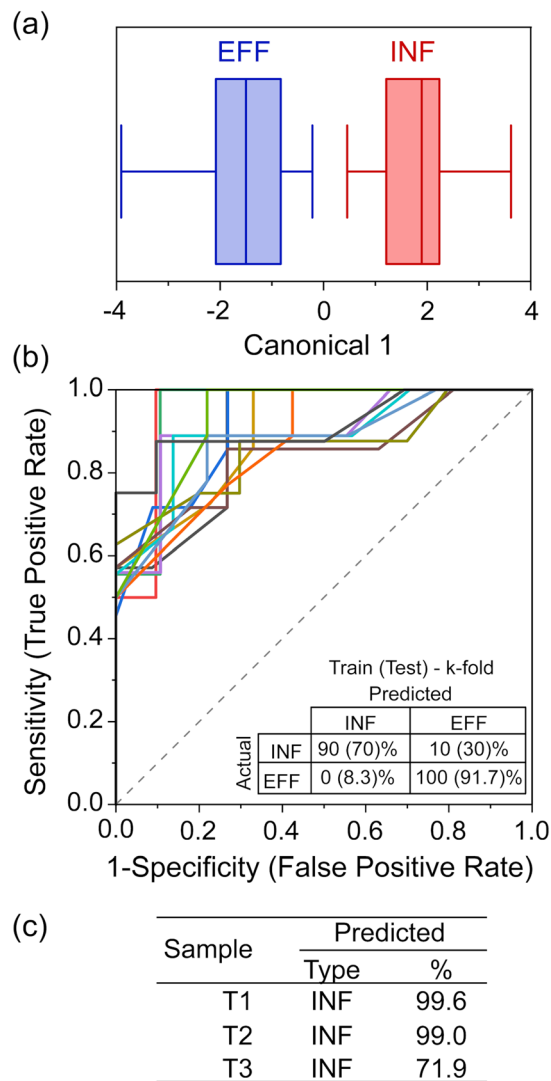 (a)
EFF INF
-4 -2 0 2 4
Canonical 1
(b)
1.0
0.8
0.6
0.4
0.2
0.0
Sensitivity (True Positive Rate)
Train (Test) - k-fold
Predicted
Actual
INF EFF
INF 90 (70)% 10 (30)%
EFF 0 (8.3)% 100 (91.7)%
0.0 0.2 0.4 0.6 0.8 1.0
1-Specificity (False Positive Rate)
(c)
Sample Predicted
Type %
T1 INF 99.6
T2 INF 99.0
T3 INF 71.9